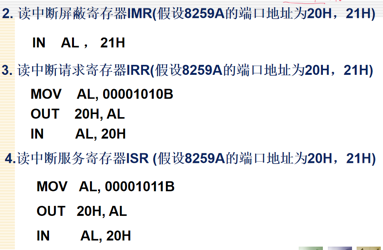 2. 读中断屏蔽寄存器IMR(假设8259A的端口地址为20H，21H)
IN AL， 21H
3. 读中断请求寄存器IRR(假设8259A的端口地址为20H，21H)
MOV AL, 00001010B
OUT 20H, AL
IN AL, 20H
4.读中断服务寄存器ISR (假设8259A的端口地址为20H，21H)
MOV AL, 00001011B
OUT 20H, AL
IN AL, 20H